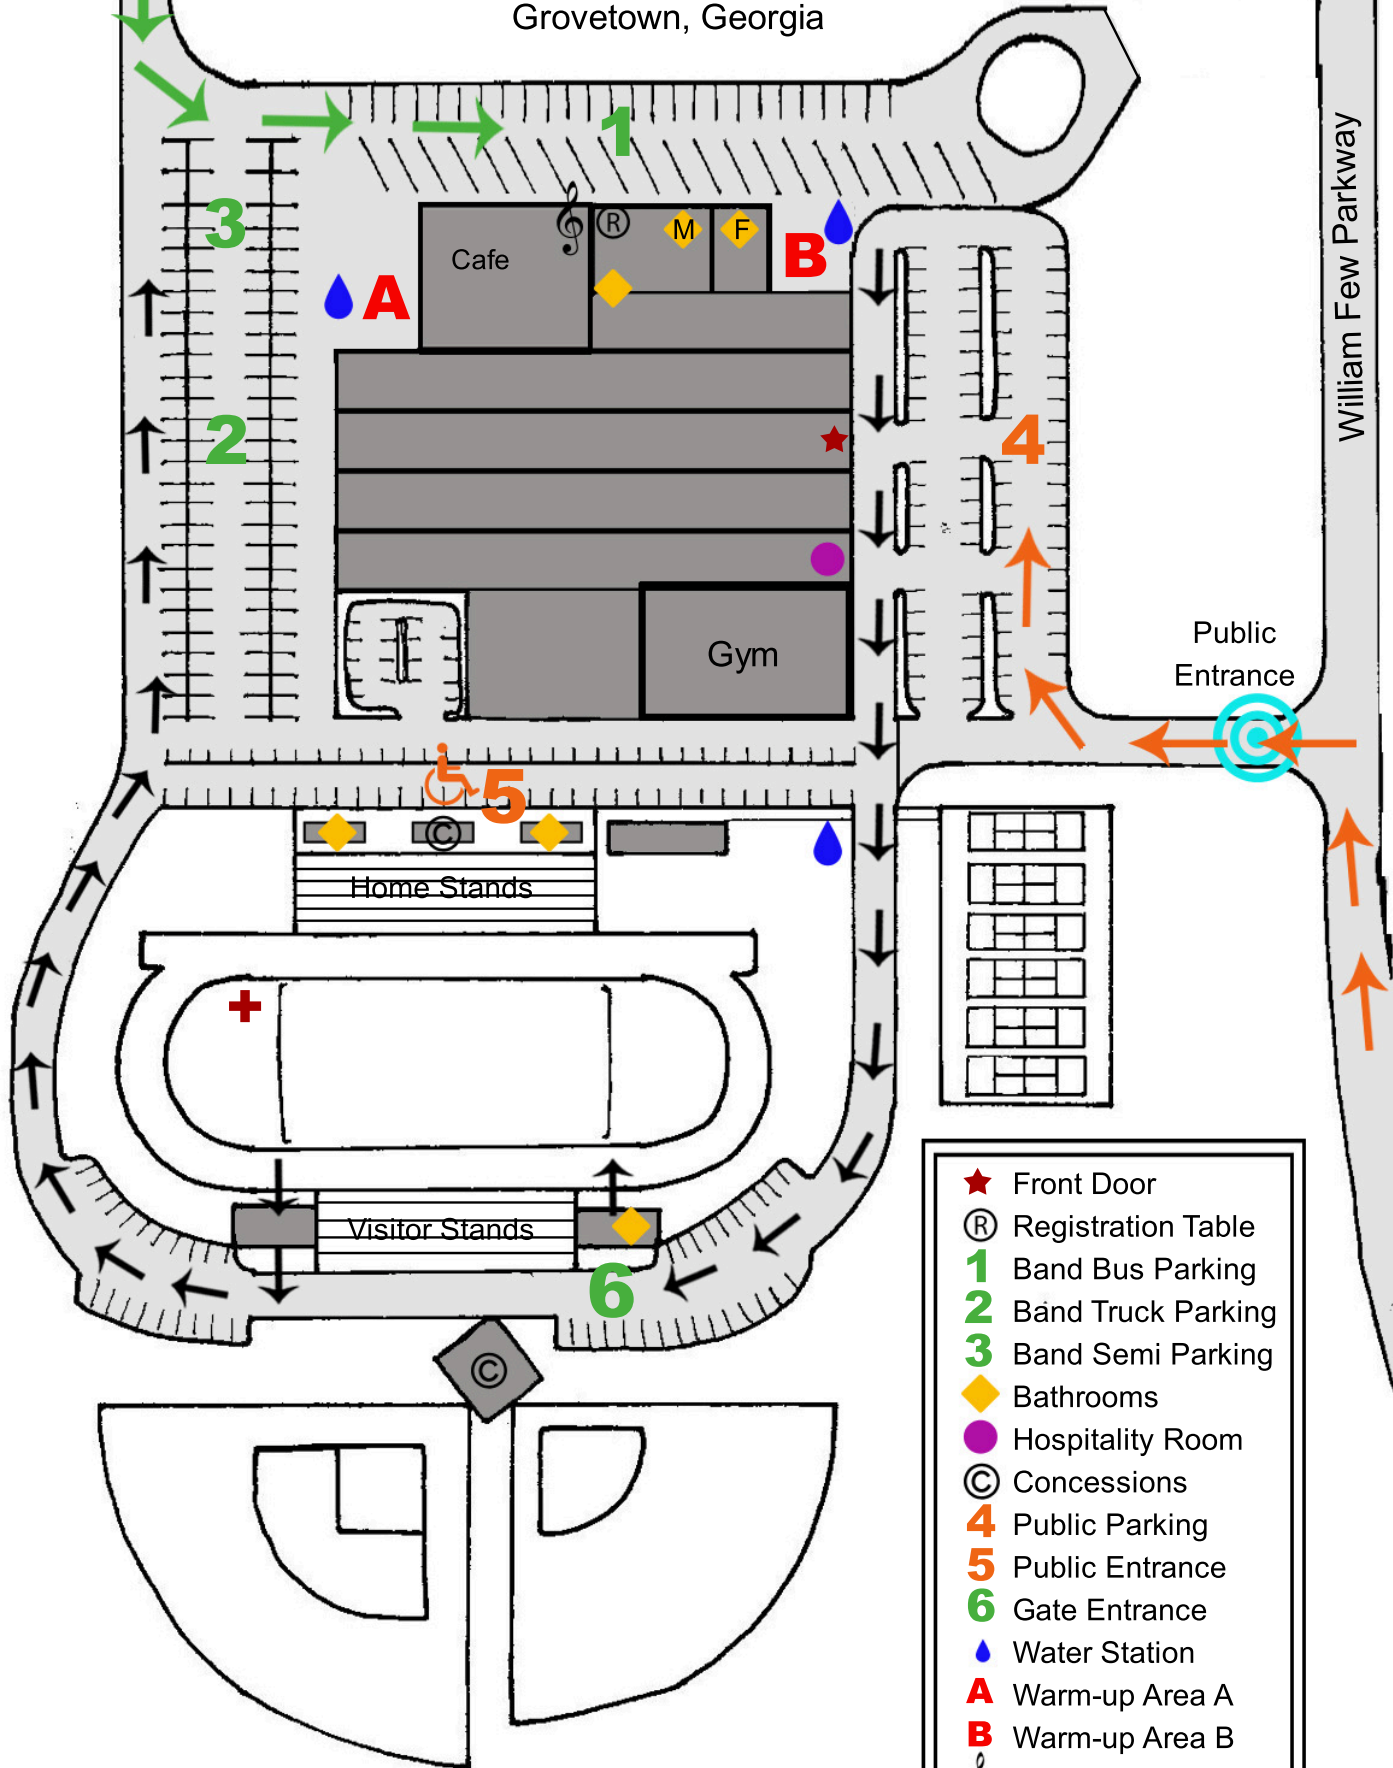 Grovetown, Georgia
1
3
R
M
F
Cafe
B
A
William Few Parkway
2
4
Public
Entrance
Gym
5
C
Home Stands
Visitor Stands
6
C
Front Door
R Registration Table
1 Band Bus Parking
2 Band Truck Parking
3 Band Semi Parking
Bathrooms
Hospitality Room
C Concessions
4 Public Parking
5 Public Entrance
6 Gate Entrance
Water Station
A Warm-up Area A
B Warm-up Area B